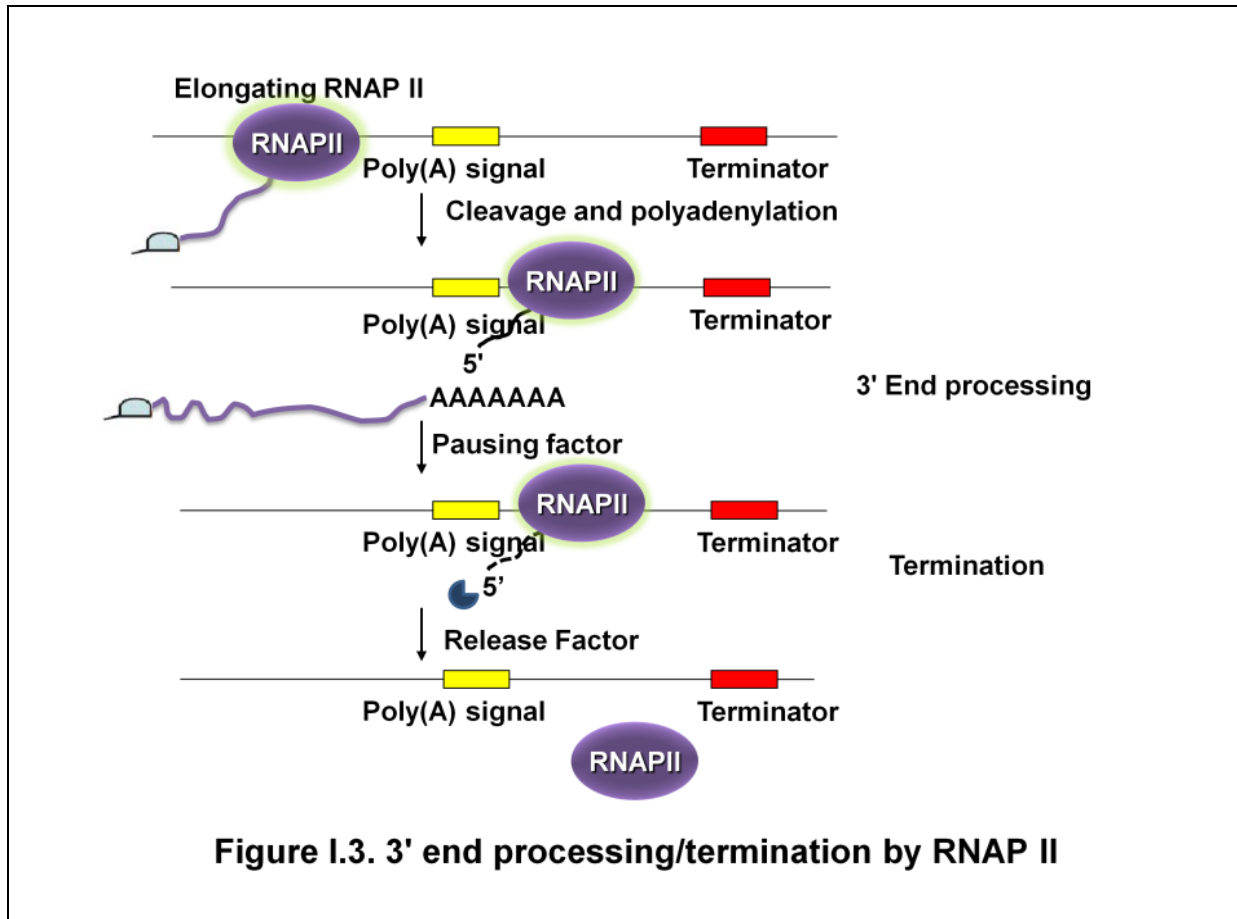 Elongating RNAP II
RNAPII
Poly(A) signal
Terminator
Cleavage and polyadenylation
RNAPII
Poly(A) signal
Terminator
5'
3' End processing
AAAAAAA
Pausing factor
RNAPII
Poly(A) signal
Terminator
Termination
5’
Release Factor
Poly(A) signal
Terminator
RNAPII
Figure I.3. 3' end processing/termination by RNAP II